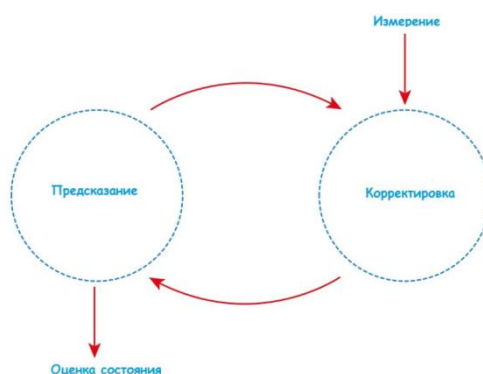 Измерение
Предсказание
Корректировка
Оценка состояния